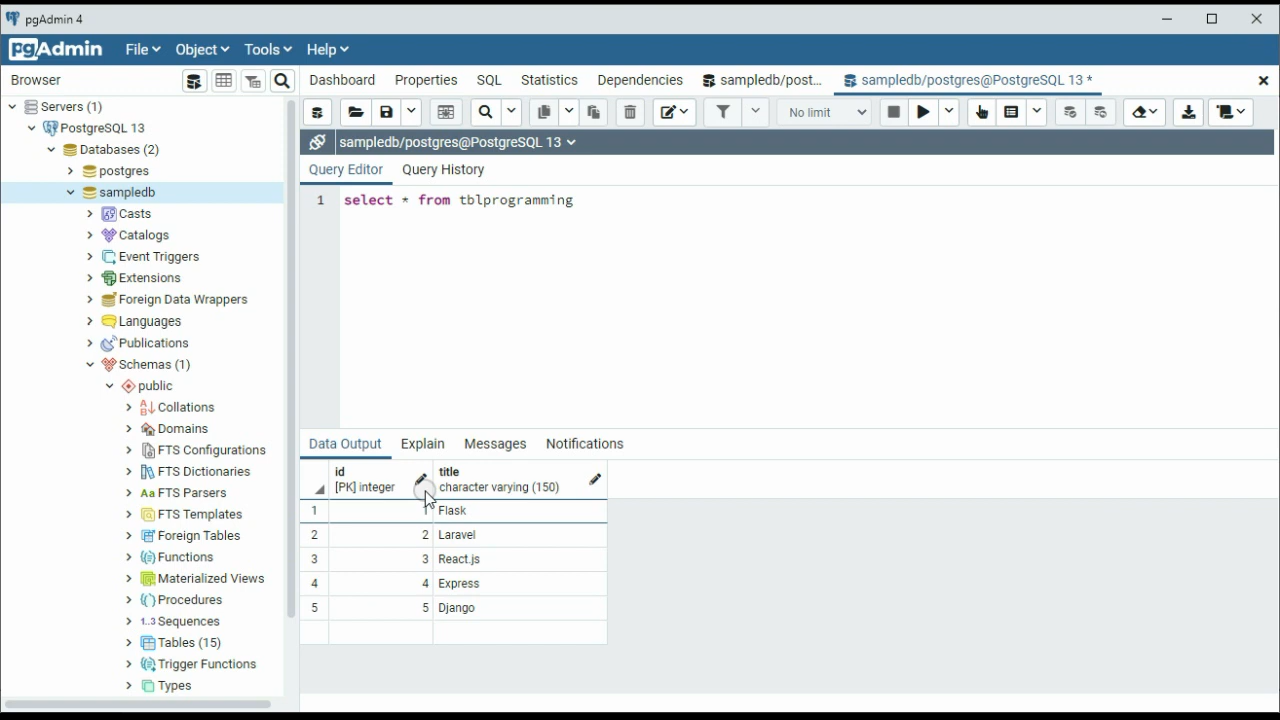 pgAdmin 4
pgAdmin File Object Tools Help
Browser
Dashboard Properties SQL Statistics Dependencies sampledb/post... sampledb/postgres@PostgreSQL 13 *
No limit
sampledb/postgres@PostgreSQL 13
Query Editor Query History
1 select * from tblprogramming
Servers (1)
PostgreSQL 13
Databases (2)
postgres
sampledb
Casts
Catalogs
Event Triggers
Extensions
Foreign Data Wrappers
Languages
Publications
Schemas (1)
public
Collations
Domains
FTS Configurations
FTS Dictionaries
Aa FTS Parsers
FTS Templates
Foreign Tables
Functions
Materialized Views
Procedures
1..3 Sequences
Tables (15)
Trigger Functions
Types
Data Output Explain Messages Notifications
id title
[PK] integer character varying (150)
1 1 Flask
2 2 Laravel
3 3 React.js
4 4 Express
5 5 Django